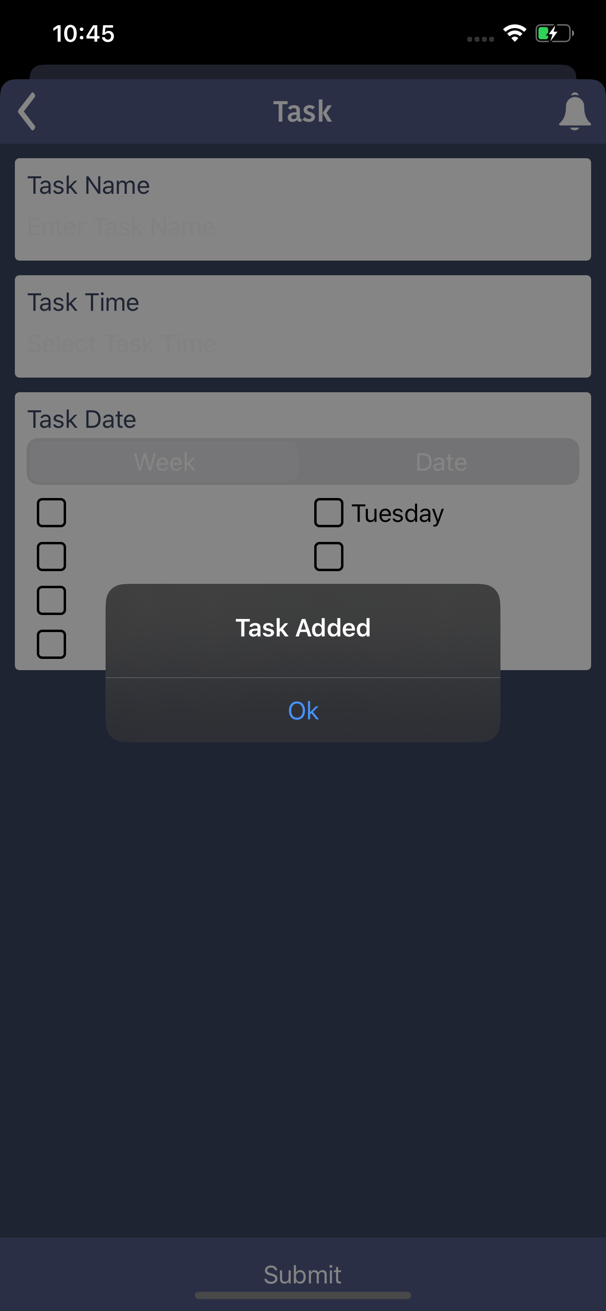 10:45
Task
Task Name
Enter Task Name
Task Time
Select Task Time
Task Date
Week Date
Tuesday
Task Added
Ok
Submit